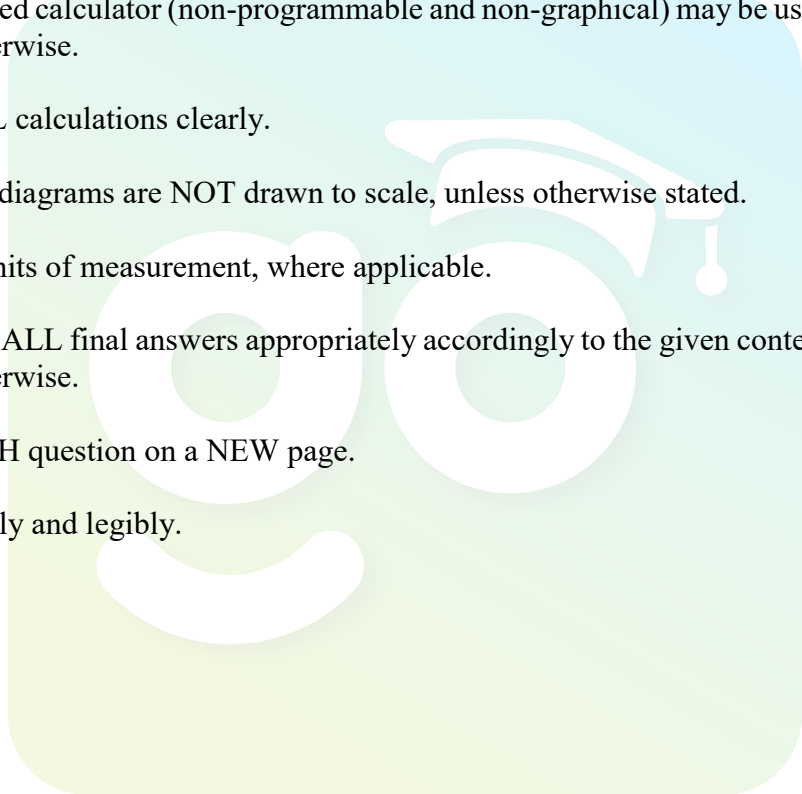 ed calculator (non-programmable and non-graphical) may be us
erwise.
L calculations clearly.
diagrams are NOT drawn to scale, unless otherwise stated.
nits of measurement, where applicable.
ALL final answers appropriately accordingly to the given conte
erwise.
H question on a NEW page.
ly and legibly.
go